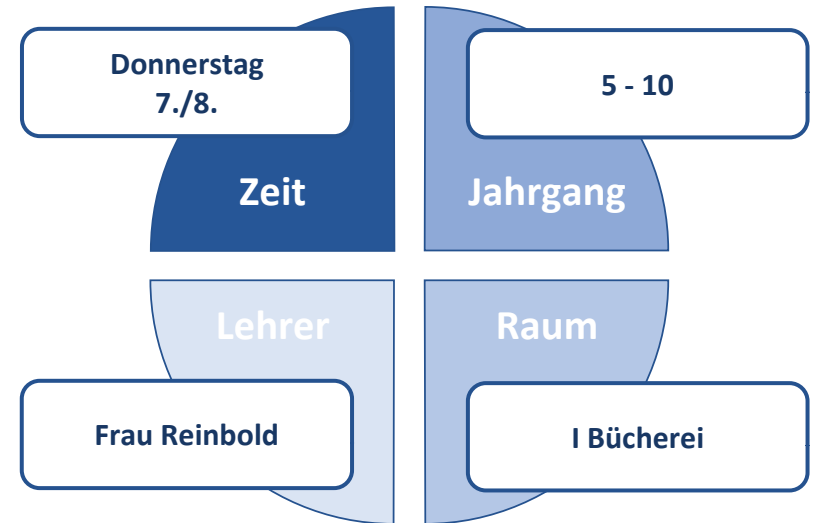 Donnerstag
7./8.
Zeit
5 - 10
Jahrgang
Lehrer
Frau Reinbold
Raum
I Bücherei